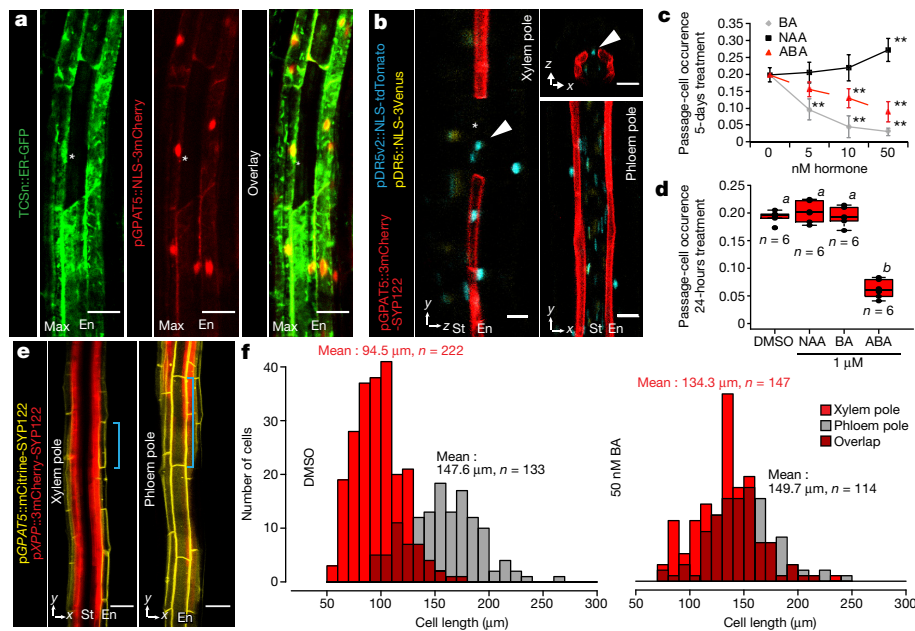 a
TCSn::ER-GFP
*
Max En
pGPAT5::NLS-3mCherry
*
Max En
Overlay
*
Max En
b
pGPAT5::3mCherry
-SYP122
pDR5v2::NLS-tdTomato
pDR5::NLS-3Venus
*
y
z St En
Xylem pole
z
x
Phloem pole
y
x St En
c
BA
NAA
ABA
Passage-cell occurence
5-days treatment
0.35
0.30
0.25
0.20
0.15
0.10
0.05
0
**
**
**
**
**
**
0 5 10 50
nM hormone
d
Passage-cell occurence
24-hours treatment
0.20
0.15
0.10
0.05
0
a
a
a
b
n = 6
n = 6
n = 6
n = 6
DMSO NAA BA ABA
1 μM
e
pGPAT5::mCitrine-SYP122
pXPP::3mCherry-SYP122
Xylem pole
y
x St En
Phloem pole
y
x En
f
Mean : 94.5 μm, n = 222
Number of cells
40
30
20
10
0
DMSO
Mean :
147.6 μm, n = 133
50 100 150 200 250 300
Cell length (μm)
Mean : 134.3 μm, n = 147
50 nM BA
Xylem pole
Phloem pole
Overlap
Mean :
149.7 μm, n = 114
50 100 150 200 250 300
Cell length (μm)